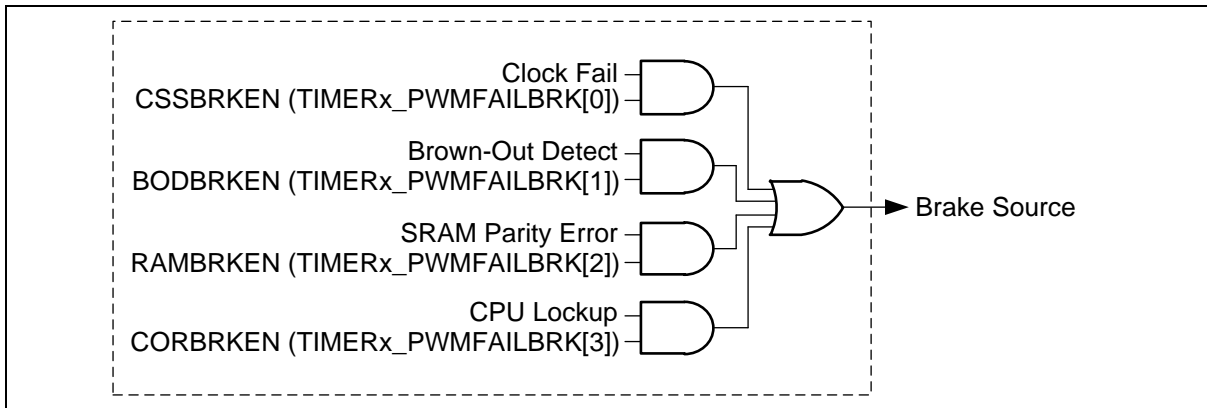 Clock Fail
CSSBRKEN (TIMERx_PWMFAILBRK[0])
Brown-Out Detect
BODBRKEN (TIMERx_PWMFAILBRK[1])
SRAM Parity Error
RAMBRKEN (TIMERx_PWMFAILBRK[2])
CPU Lockup
CORBRKEN (TIMERx_PWMFAILBRK[3])
Brake Source